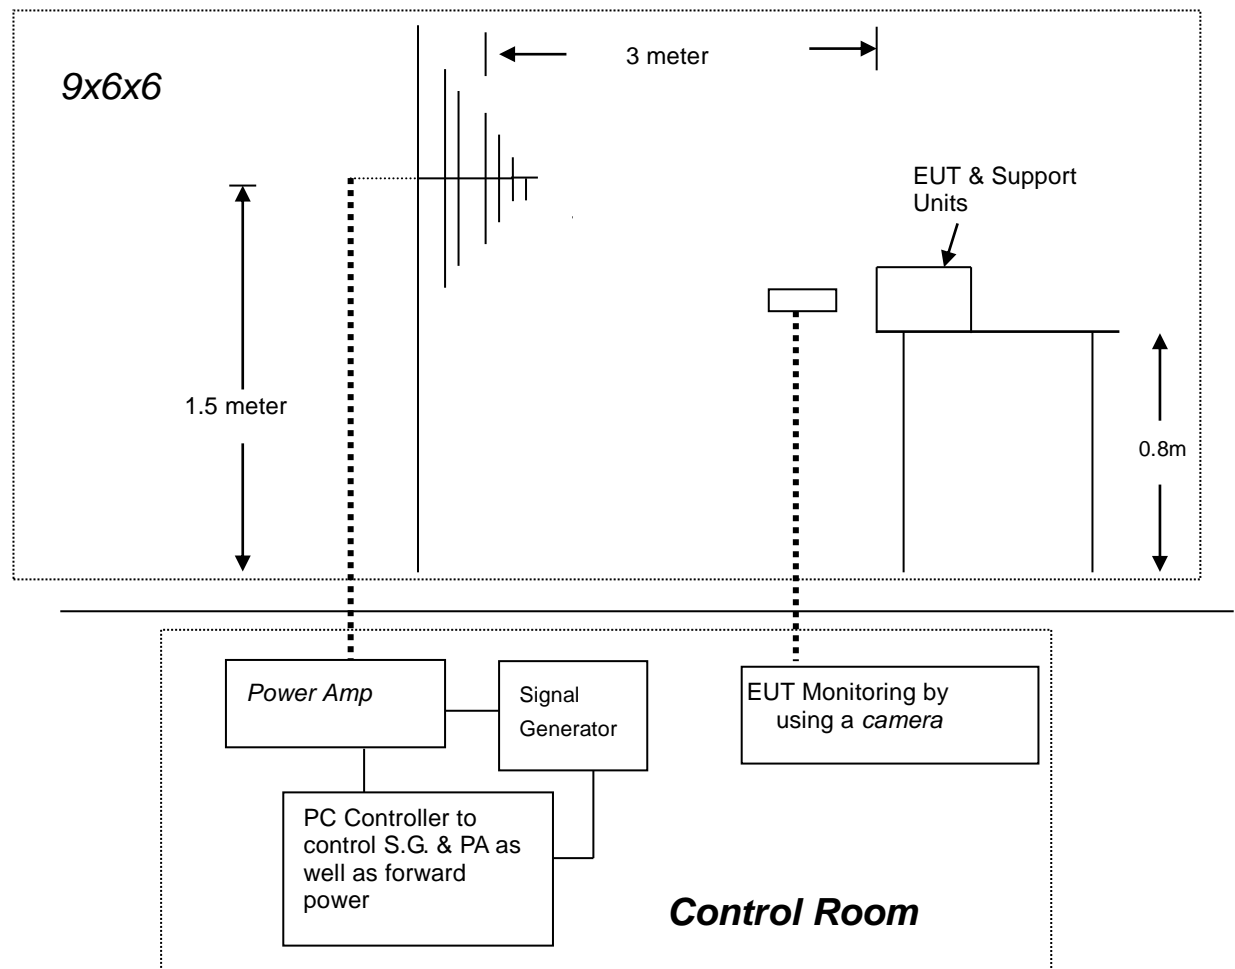 3 meter
9x6x6
EUT & Support
Units
1.5 meter
0.8m
Power Amp
Signal
Generator
EUT Monitoring by
using a camera
PC Controller to
control S.G. & PA as
well as forward
power
Control Room